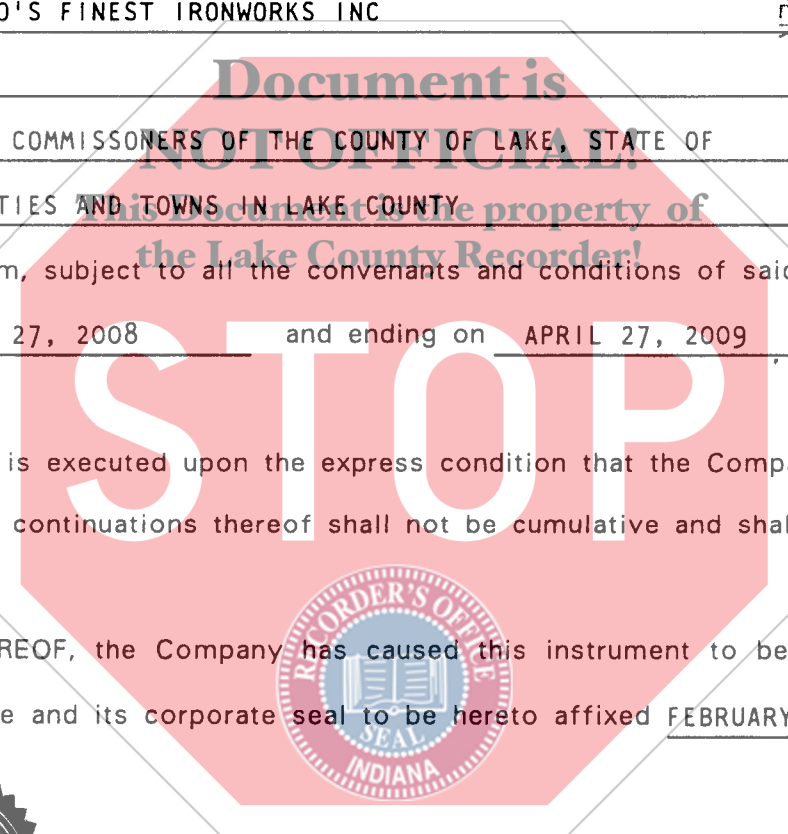 O'S FINEST IRONWORKS INC
Document is
NOT OFFICIAL!
COMMISSONERS OF THE COUNTY OF LAKE, STATE OF
TIES AND TOWNS IN LAKE COUNTY
This Document is the property of
the Lake County Recorder!
m, subject to all the convenants and conditions of said
27, 2008 and ending on APRIL 27, 2009
STOP
is executed upon the express condition that the Compa
continuations thereof shall not be cumulative and shal
RECORDER'S OFFICE
REOF, the Company has caused this instrument to be
e and its corporate seal to be hereto affixed FEBRUARY
SEAL
INDIANA